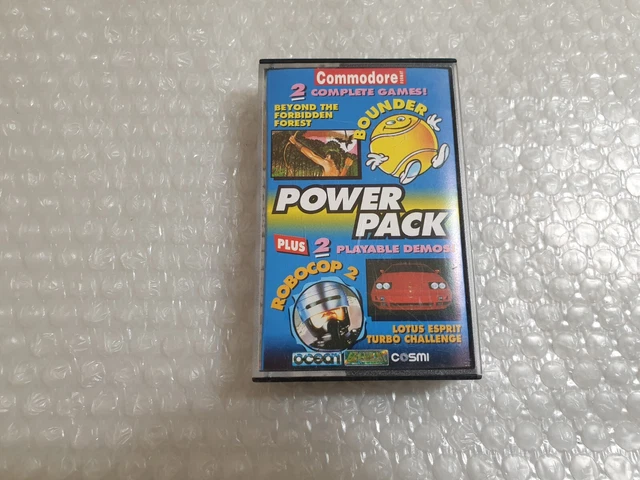 Commodore
2 COMPLETE GAMES!
BEYOND THE
FORBIDDEN
FOREST
BOUNDER
POWER
PACK
PLUS 2 PLAYABLE DEMOS!
ROBOCOP 2
LOTUS ESPRIT
TURBO CHALLENGE
ocean
COSMI